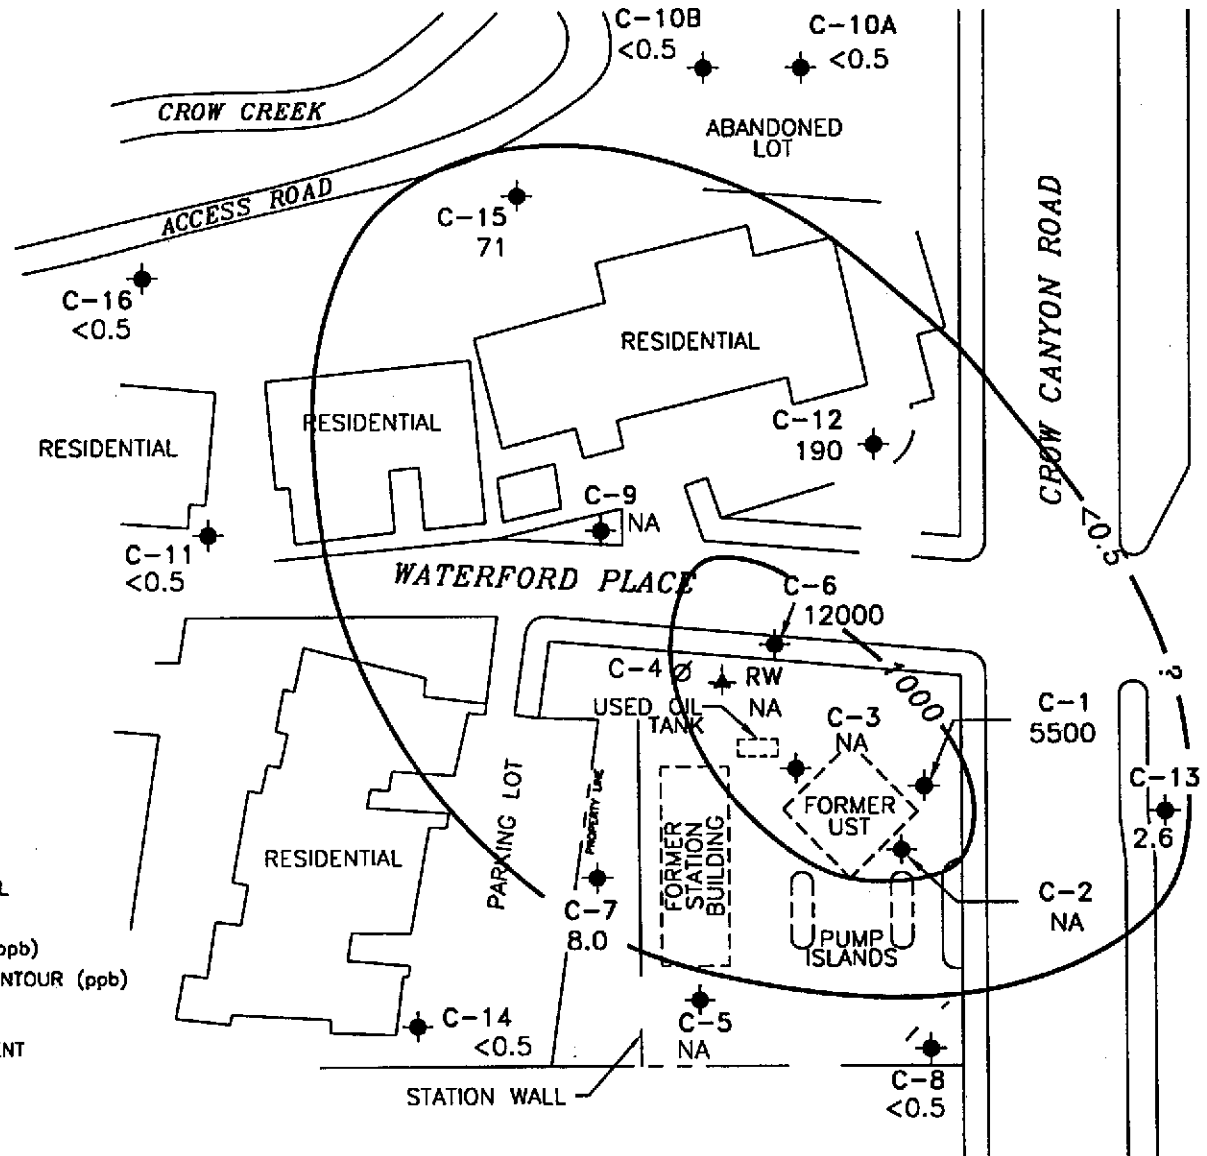 C-10B
<0.5
C-10A
<0.5
CROW CREEK
ABANDONED
LOT
ACCESS ROAD
C-15
71
CROW CANYON ROAD
C-16
<0.5
RESIDENTIAL
RESIDENTIAL
RESIDENTIAL
C-12
190
C-9
NA
<0.5
C-11
<0.5
WATERFORD PLACE
C-6
12000
C-4
RW
NA
1000
?
USED OIL
TANK
C-3
NA
C-1
5500
C-13
2.6
PROPERTY LINE
PARKING LOT
FORMER
UST
FORMER
STATION
BUILDING
RESIDENTIAL
C-7
8.0
C-2
NA
PUMP
ISLANDS
L
ppb)
NTOUR (ppb)
C-14
<0.5
C-5
NA
ENT
C-8
<0.5
STATION WALL